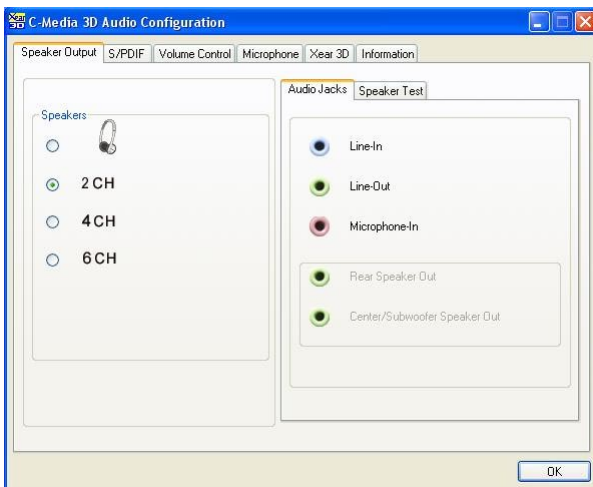 Xear 3D C-Media 3D Audio Configuration
Speaker Output S/PDIF Volume Control Microphone Xear 3D Information
Speakers
2 CH
4 CH
6 CH
Audio Jacks Speaker Test
Line-In
Line-Out
Microphone-In
Rear Speaker Out
Center/Subwoofer Speaker Out
OK